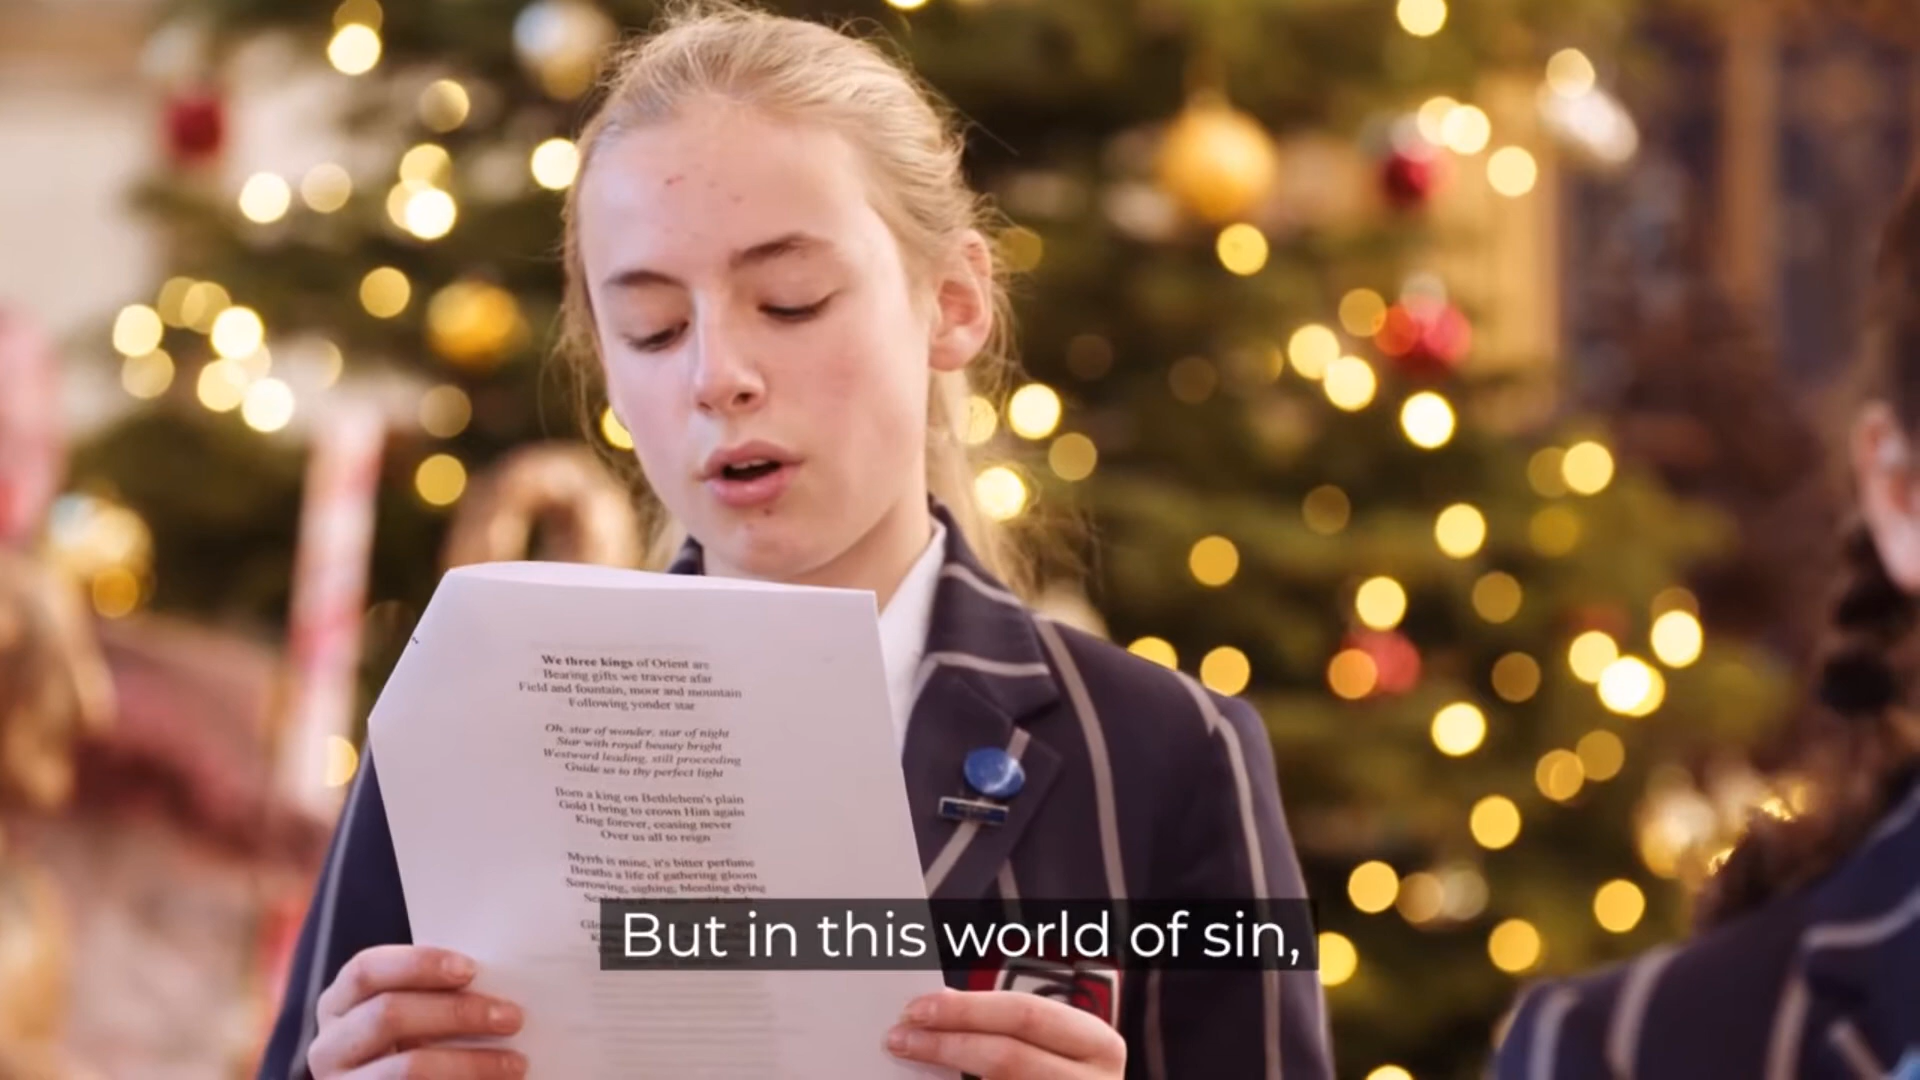 We three kings of Orient are
Bearing gifts we traverse afar
Field and fountain, moor and mountain
Following yonder star
Oh, star of wonder, star of night
Star with royal beauty bright
Westward leading, still proceeding
Guide us to thy perfect light
Born a king on Bethlehem's plain
Gold I bring to crown Him again
King forever, ceasing never
Over us all to reign
Myrrh is mine, it's bitter perfume
Breaths a life of gathering gloom
Sorrowing, sighing, bleeding dying
But in this world of sin,